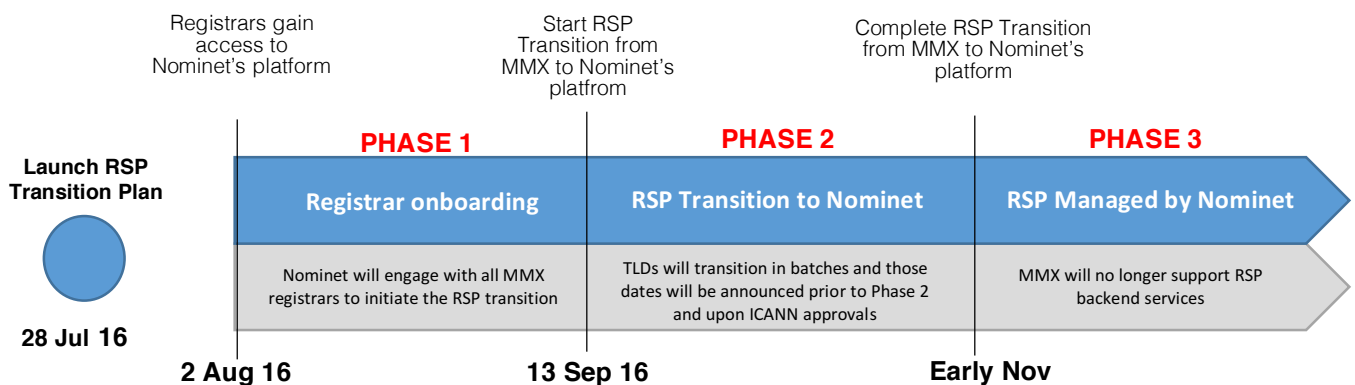 Registrars gain
access to
Nominet's platform
Start RSP
Transition from
MMX to Nominet's
platfrom
Complete RSP Transition
from MMX to Nominet's
platform
Launch RSP
Transition Plan
28 Jul 16
PHASE 1
PHASE 2
PHASE 3
Registrar onboarding
RSP Transition to Nominet
RSP Managed by Nominet
Nominet will engage with all MMX
registrars to initiate the RSP transition
TLDs will transition in batches and those
dates will be announced prior to Phase 2
and upon ICANN approvals
MMX will no longer support RSP
backend services
2 Aug 16
13 Sep 16
Early Nov